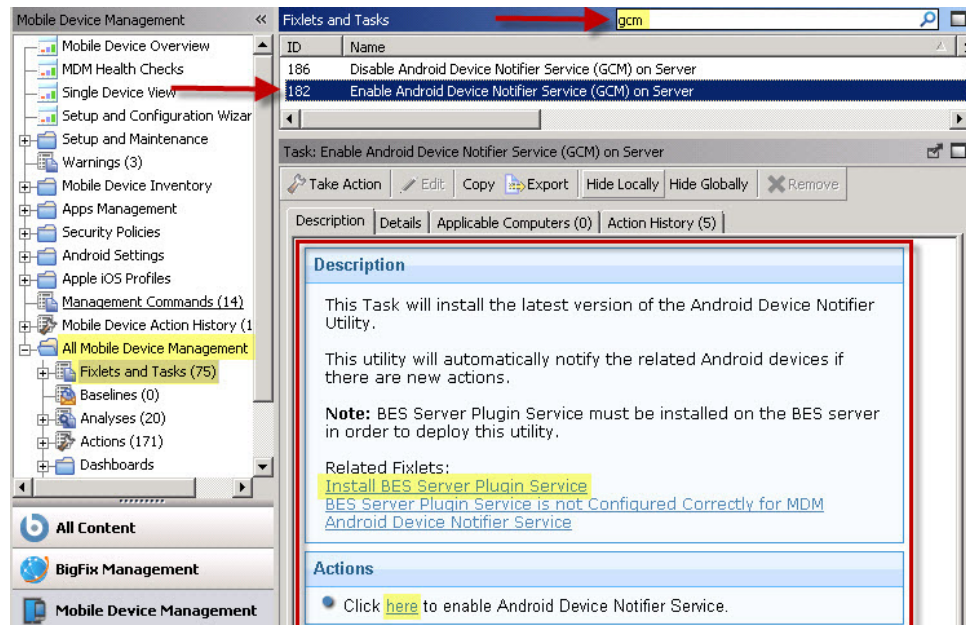 Mobile Device Management «
Mobile Device Overview
MDM Health Checks
Single Device View
Setup and Configuration Wizar
Setup and Maintenance
Warnings (3)
Mobile Device Inventory
Apps Management
Security Policies
Android Settings
Apple iOS Profiles
Management Commands (14)
Mobile Device Action History (1
All Mobile Device Management
Fixlets and Tasks (75)
Baselines (0)
Analyses (20)
Actions (171)
Dashboards
All Content
BigFix Management
Mobile Device Management
Fixlets and Tasks gcm
ID Name
186 Disable Android Device Notifier Service (GCM) on Server
182 Enable Android Device Notifier Service (GCM) on Server
Task: Enable Android Device Notifier Service (GCM) on Server
Take Action Edit Copy Export Hide Locally Hide Globally Remove
Description Details Applicable Computers (0) Action History (5)
Description
This Task will install the latest version of the Android Device Notifier
Utility.
This utility will automatically notify the related Android devices if
there are new actions.
Note: BES Server Plugin Service must be installed on the BES server
in order to deploy this utility.
Related Fixlets:
Install BES Server Plugin Service
BES Server Plugin Service is not Configured Correctly for MDM
Android Device Notifier Service
Actions
Click here to enable Android Device Notifier Service.